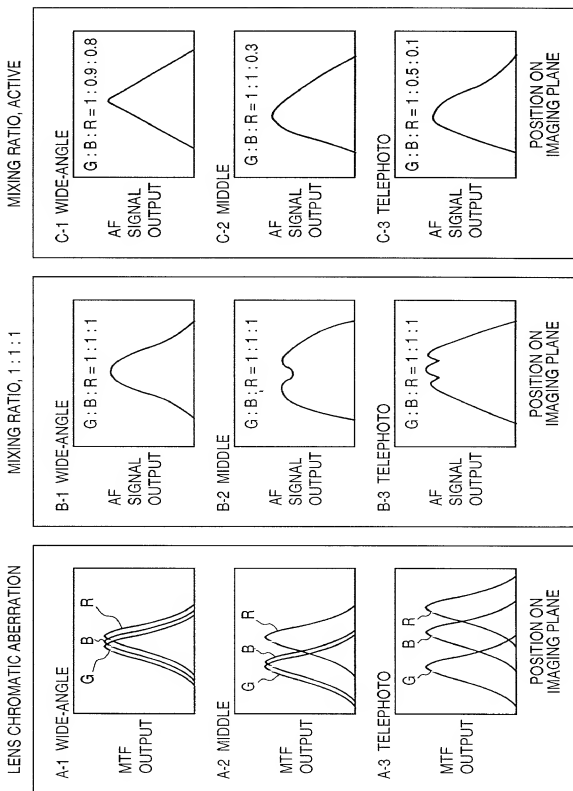 LENS CHROMATIC ABERRATION
A-1 WIDE-ANGLE
MTF
OUTPUT
G
B
R
A-2 MIDDLE
MTF
OUTPUT
G
B
R
A-3 TELEPHOTO
MTF
OUTPUT
G
B
R
POSITION ON
IMAGING PLANE
MIXING RATIO, 1 : 1 : 1
B-1 WIDE-ANGLE
AF
SIGNAL
OUTPUT
G : B : R = 1 : 1 : 1
B-2 MIDDLE
AF
SIGNAL
OUTPUT
G : B : R = 1 : 1 : 1
B-3 TELEPHOTO
AF
SIGNAL
OUTPUT
G : B : R = 1 : 1 : 1
POSITION ON
IMAGING PLANE
MIXING RATIO, ACTIVE
C-1 WIDE-ANGLE
AF
SIGNAL
OUTPUT
G : B : R = 1 : 0.9 : 0.8
C-2 MIDDLE
AF
SIGNAL
OUTPUT
G : B : R = 1 : 1 : 0.3
C-3 TELEPHOTO
AF
SIGNAL
OUTPUT
G : B : R = 1 : 0.5 : 0.1
POSITION ON
IMAGING PLANE